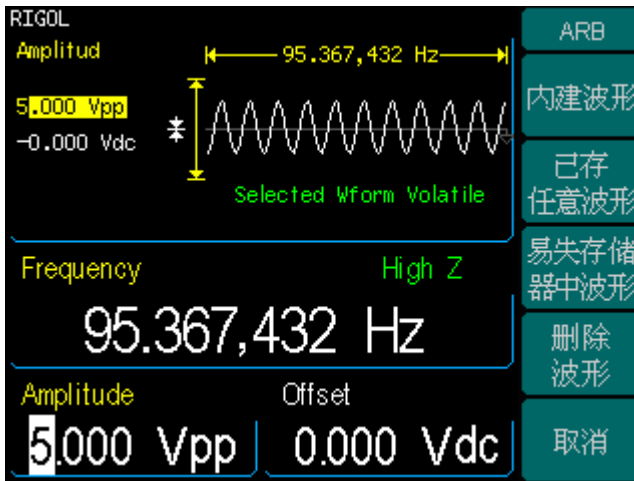 RIGOL
Amplitud
95.367,432 Hz
5.000 Vpp
-0.000 Vdc
Selected Wform Volatile
Frequency
High Z
95.367,432 Hz
Amplitude
Offset
5.000 Vpp
0.000 Vdc
ARB
内建波形
已存
任意波形
易失存储
器中波形
删除
波形
取消